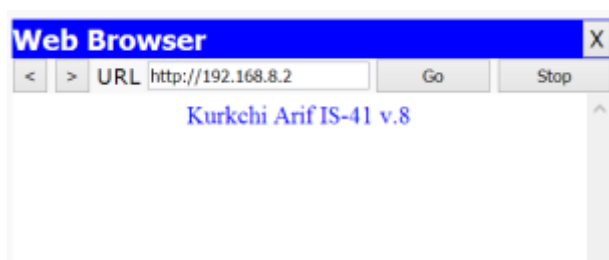 Web Browser X
< > URL http://192.168.8.2 Go Stop
Kurkchi Arif IS-41 v.8